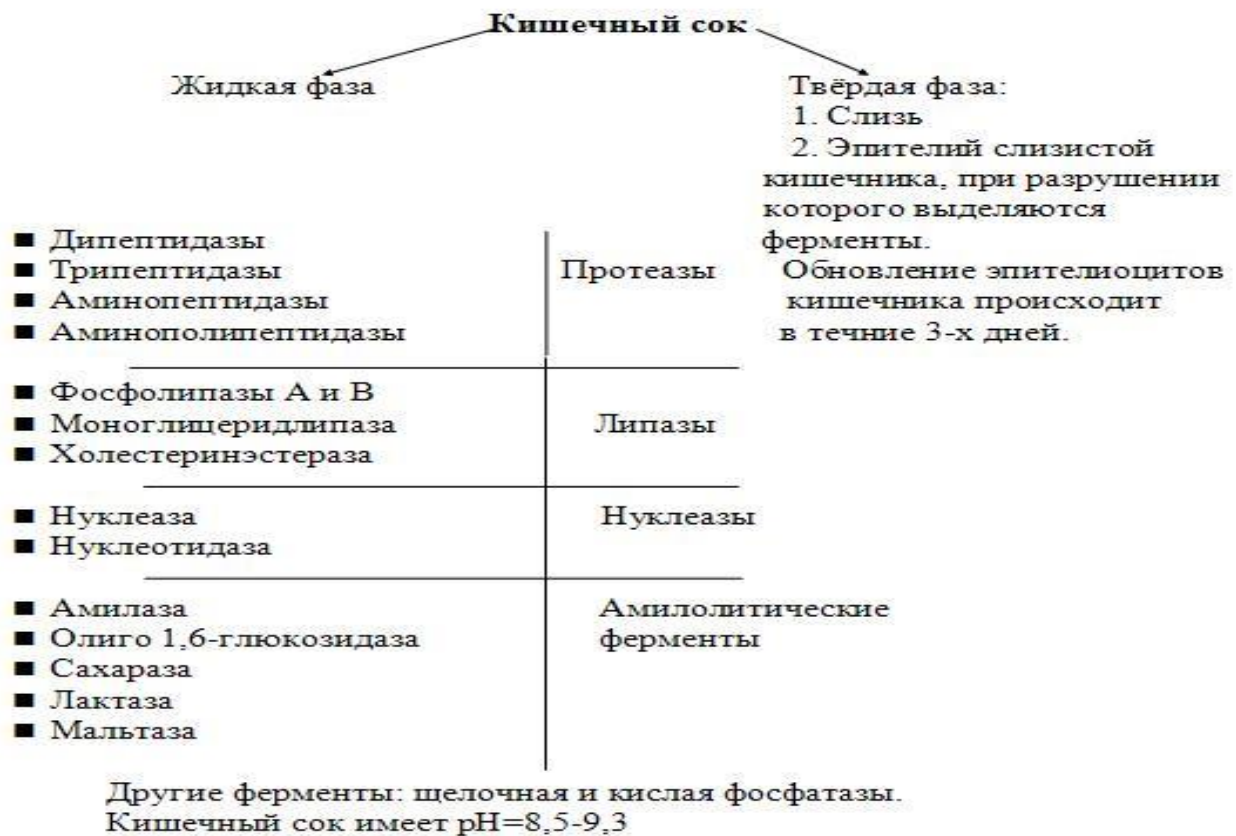 Кишечный сок
Жидкая фаза
Твёрдая фаза:
1. Слизь
2. Эпителий слизистой
кишечника, при разрушении
которого выделяются
ферменты.
Обновление эпителиоцитов
кишечника происходит
в течние 3-х дней.
■ Дипептидазы
■ Трипептидазы
■ Аминопептидазы
■ Аминополипептидазы
Протеазы
■ Фосфолипазы А и В
■ Моноглицеридлипаза
■ Холестеринэстераза
Липазы
■ Нуклеаза
■ Нуклеотидаза
Нуклеазы
■ Амилаза
■ Олиго 1,6-глюкозидаза
■ Сахараза
■ Лактаза
■ Мальтаза
Амилолитические
ферменты
Другие ферменты: щелочная и кислая фосфатазы.
Кишечный сок имеет pH=8,5-9,3